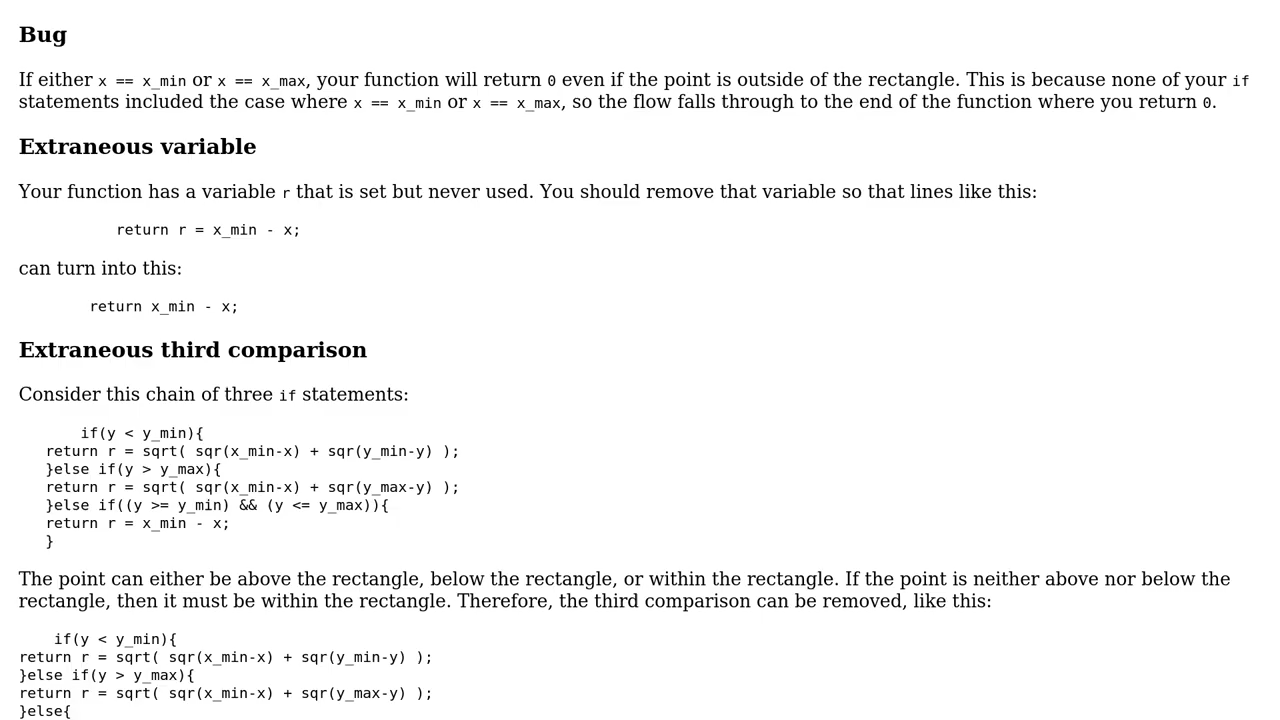 Bug
If either x == x_min or x == x_max, your function will return 0 even if the point is outside of the rectangle. This is because none of your if
statements included the case where x == x_min or x == x_max, so the flow falls through to the end of the function where you return 0.
Extraneous variable
Your function has a variable r that is set but never used. You should remove that variable so that lines like this:
return r = x_min - x;
can turn into this:
return x_min - x;
Extraneous third comparison
Consider this chain of three if statements:
if(y < y_min){
return r = sqrt( sqr(x_min-x) + sqr(y_min-y) );
}else if(y > y_max){
return r = sqrt( sqr(x_min-x) + sqr(y_max-y) );
}else if((y >= y_min) && (y <= y_max)){
return r = x_min - x;
}
The point can either be above the rectangle, below the rectangle, or within the rectangle. If the point is neither above nor below the
rectangle, then it must be within the rectangle. Therefore, the third comparison can be removed, like this:
if(y < y_min){
return r = sqrt( sqr(x_min-x) + sqr(y_min-y) );
}else if(y > y_max){
return r = sqrt( sqr(x_min-x) + sqr(y_max-y) );
}else{